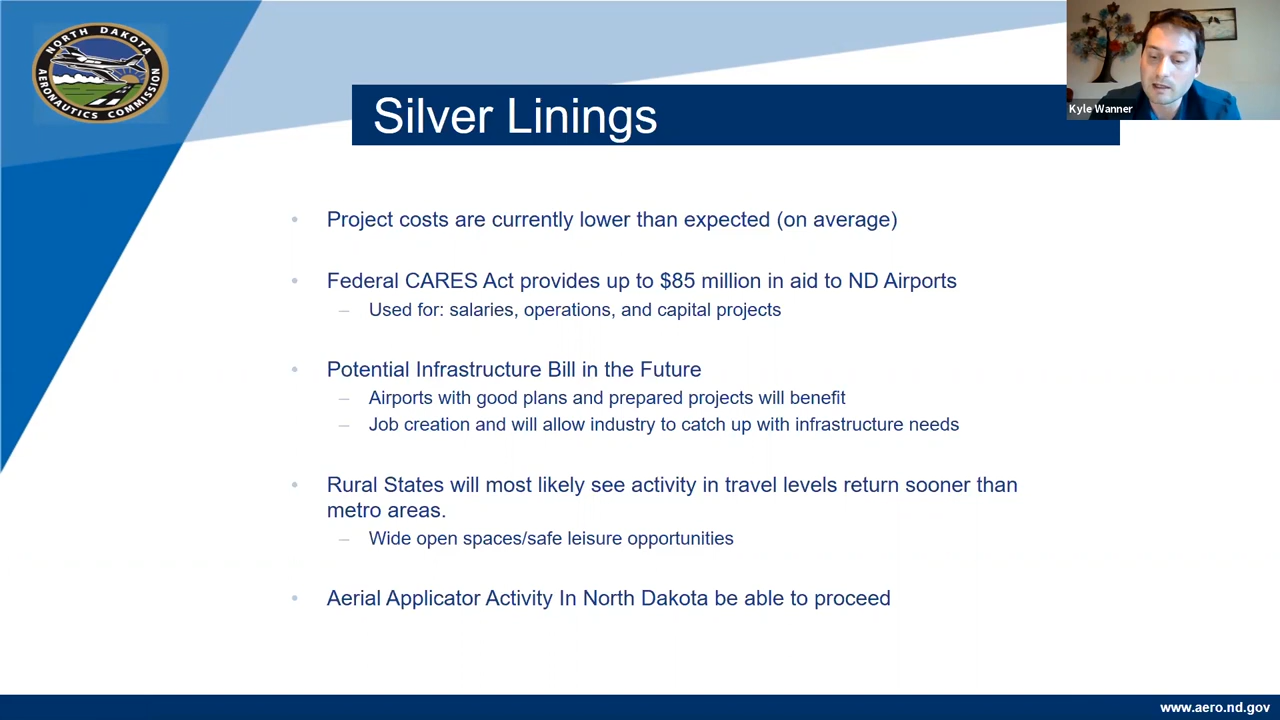 NORTH DAKOTA
AERONAUTICS COMMISSION
Silver Linings
Kyle Wanner
• Project costs are currently lower than expected (on average)
• Federal CARES Act provides up to $85 million in aid to ND Airports
– Used for: salaries, operations, and capital projects
• Potential Infrastructure Bill in the Future
– Airports with good plans and prepared projects will benefit
– Job creation and will allow industry to catch up with infrastructure needs
• Rural States will most likely see activity in travel levels return sooner than
metro areas.
– Wide open spaces/safe leisure opportunities
• Aerial Applicator Activity In North Dakota be able to proceed
www.aero.nd.gov